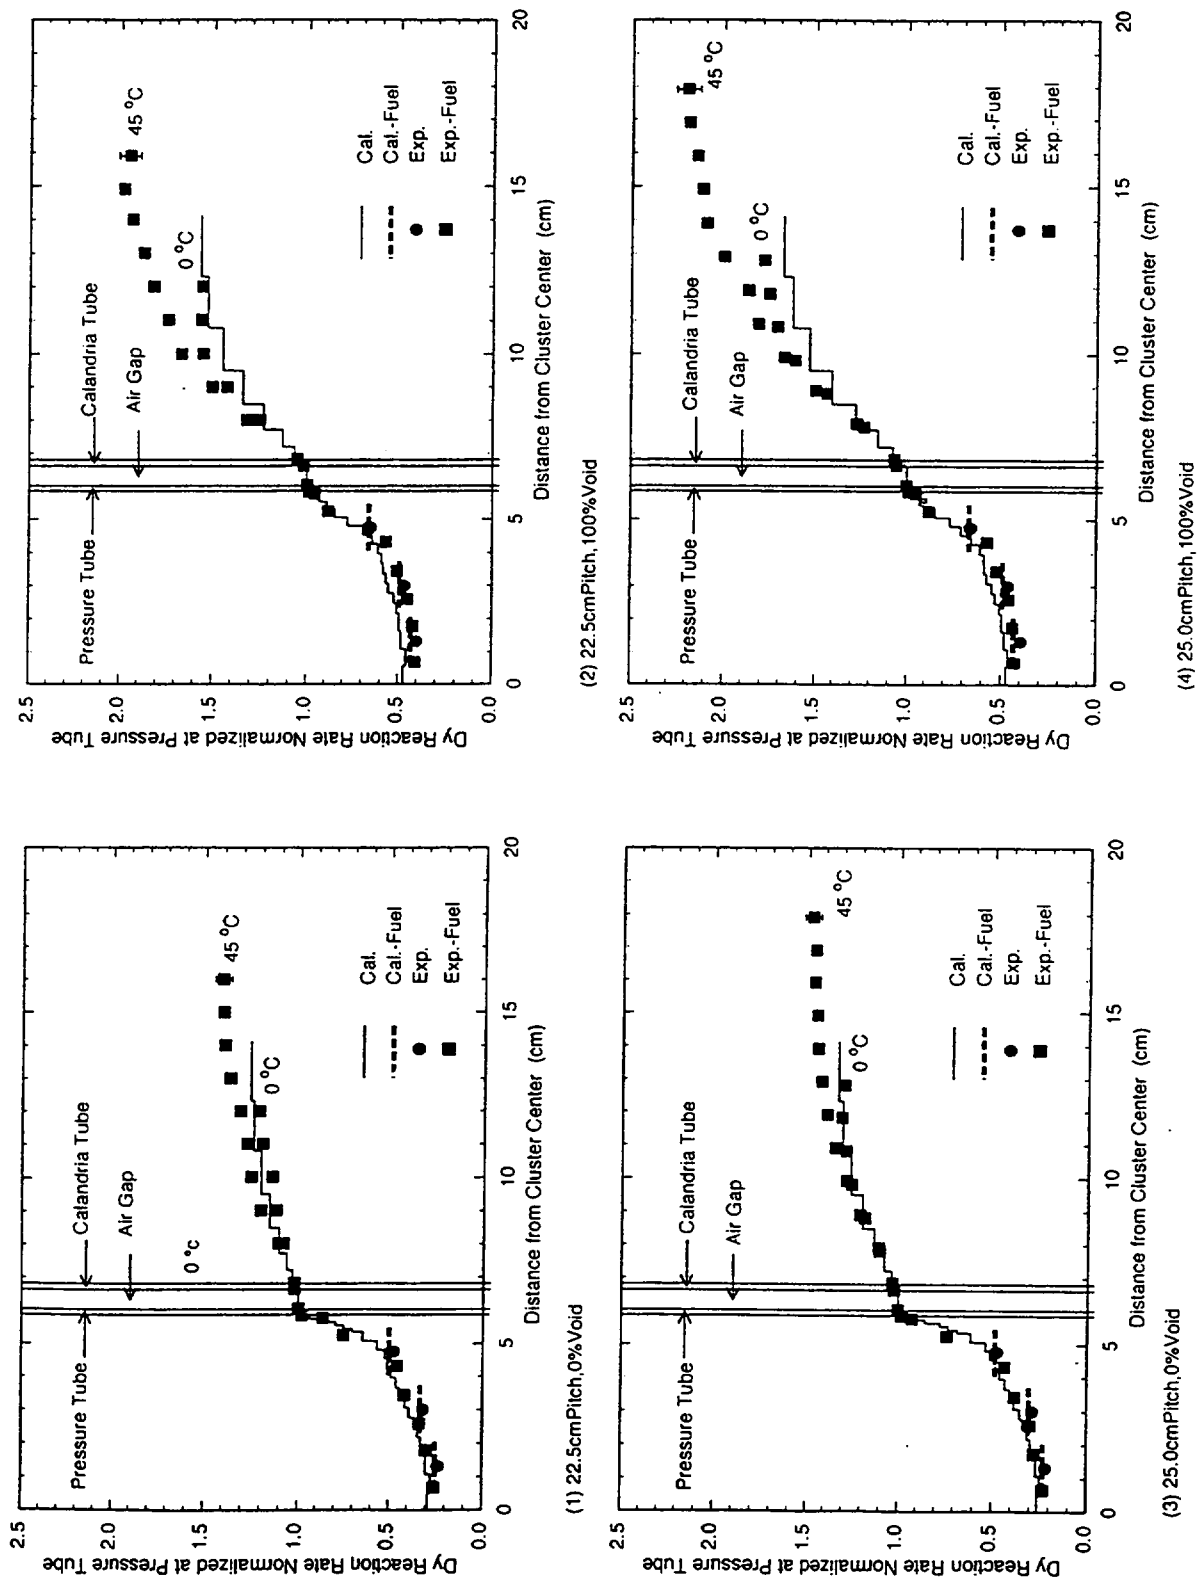 2.5
2.0
1.5
1.0
0.5
0.0
Dy Reaction Rate Normalized at Pressure Tube
Pressure Tube
Air Gap
Calandria Tube
0 °c
0 °C
45 °C
Cal.
Cal.-Fuel
Exp.
Exp.-Fuel
0
5
10
15
20
Distance from Cluster Center (cm)
(1) 22.5cmPitch,0%Void
2.5
2.0
1.5
1.0
0.5
0.0
Dy Reaction Rate Normalized at Pressure Tube
Pressure Tube
Air Gap
Calandria Tube
0 °C
45 °C
Cal.
Cal.-Fuel
Exp.
Exp.-Fuel
0
5
10
15
20
Distance from Cluster Center (cm)
(2) 22.5cmPitch,100%Void
2.5
2.0
1.5
1.0
0.5
0.0
Dy Reaction Rate Normalized at Pressure Tube
Pressure Tube
Air Gap
Calandria Tube
0 °C
45 °C
Cal.
Cal.-Fuel
Exp.
Exp.-Fuel
0
5
10
15
20
Distance from Cluster Center (cm)
(3) 25.0cmPitch,0%Void
2.5
2.0
1.5
1.0
0.5
0.0
Dy Reaction Rate Normalized at Pressure Tube
Pressure Tube
Air Gap
Calandria Tube
0 °C
45 °C
Cal.
Cal.-Fuel
Exp.
Exp.-Fuel
0
5
10
15
20
Distance from Cluster Center (cm)
(4) 25.0cmPitch,100%Void